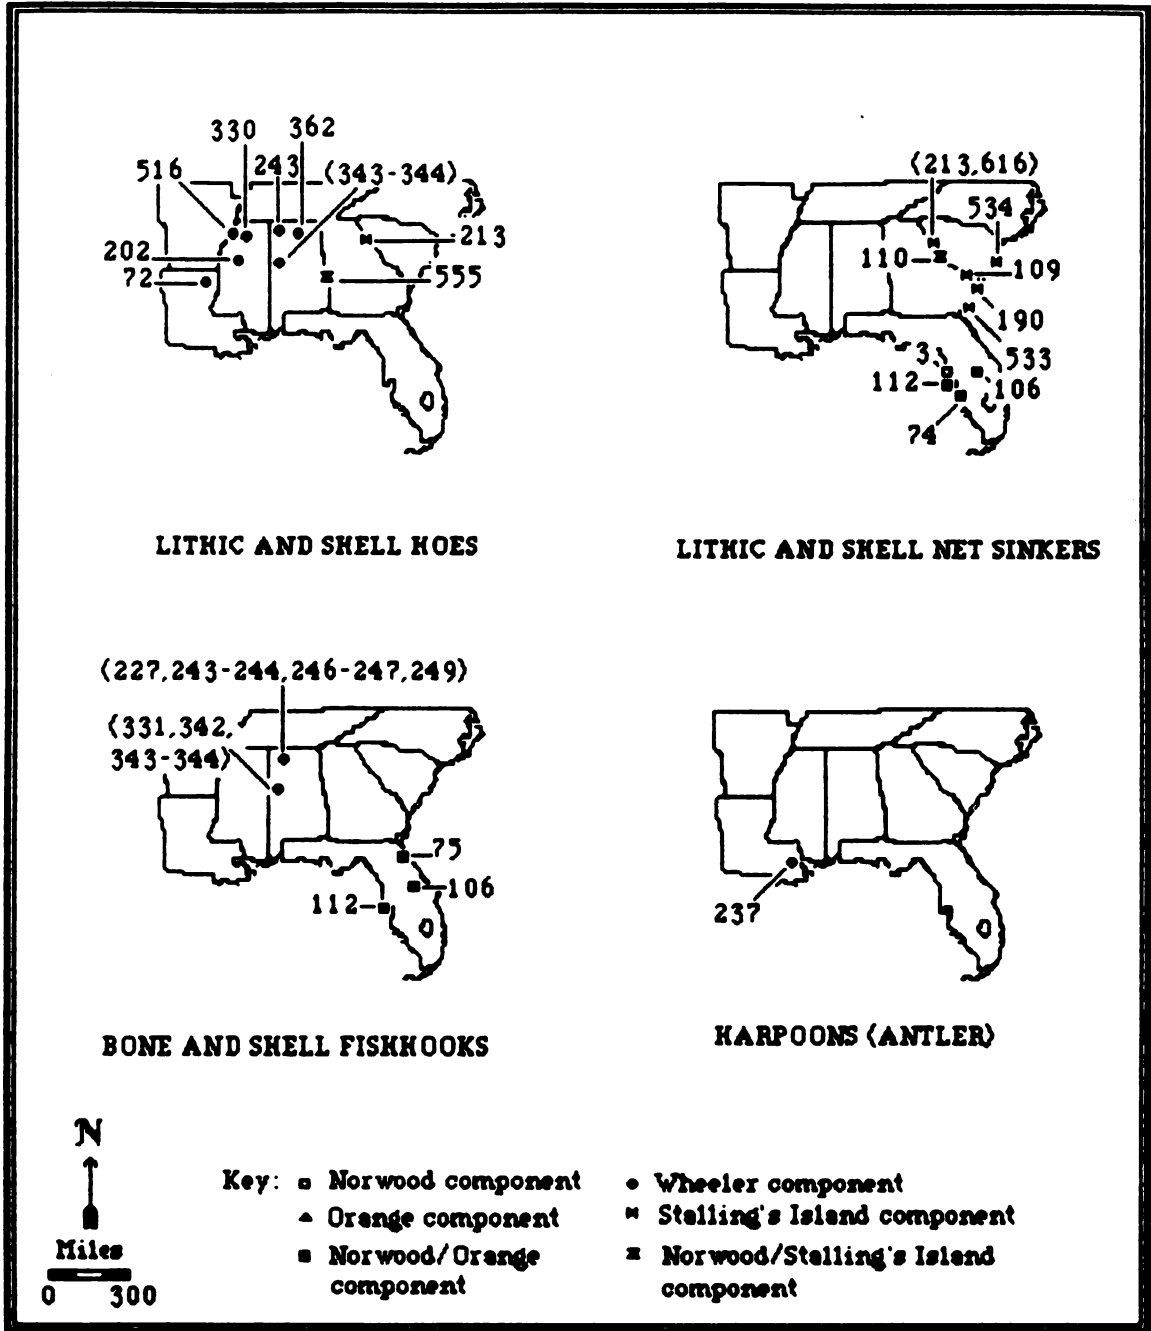 330 362
516 243 (343-344)
213
202
72 555
LITHIC AND SHELL HOES
(213,616)
534
110 109
190
3 533
112 106
74
LITHIC AND SHELL NET SINKERS
(227,243-244,246-247,249)
(331,342,
343-344)
75
106
112
BONE AND SHELL FISHHOOKS
237
HARPOONS (ANTLER)
N
Miles
0 300
Key: Norwood component
Orange component
Norwood/Orange
component
Wheeler component
Stalling's Island component
Norwood/Stalling's Island
component